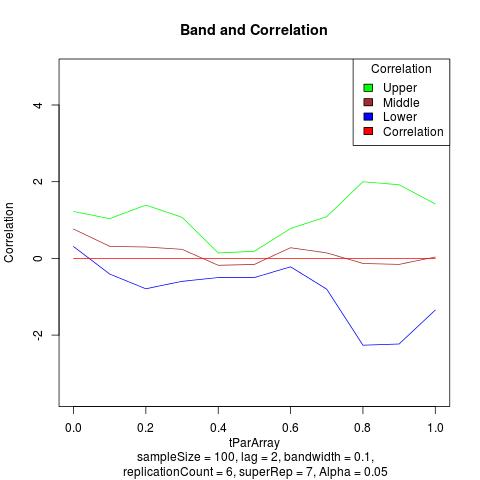 Band and Correlation
Correlation
Upper
Middle
Lower
Correlation
Correlation
4
2
0
-2
0.0 0.2 0.4 0.6 0.8 1.0
tParArray
sampleSize = 100, lag = 2, bandwidth = 0.1,
replicationCount = 6, superRep = 7, Alpha = 0.05